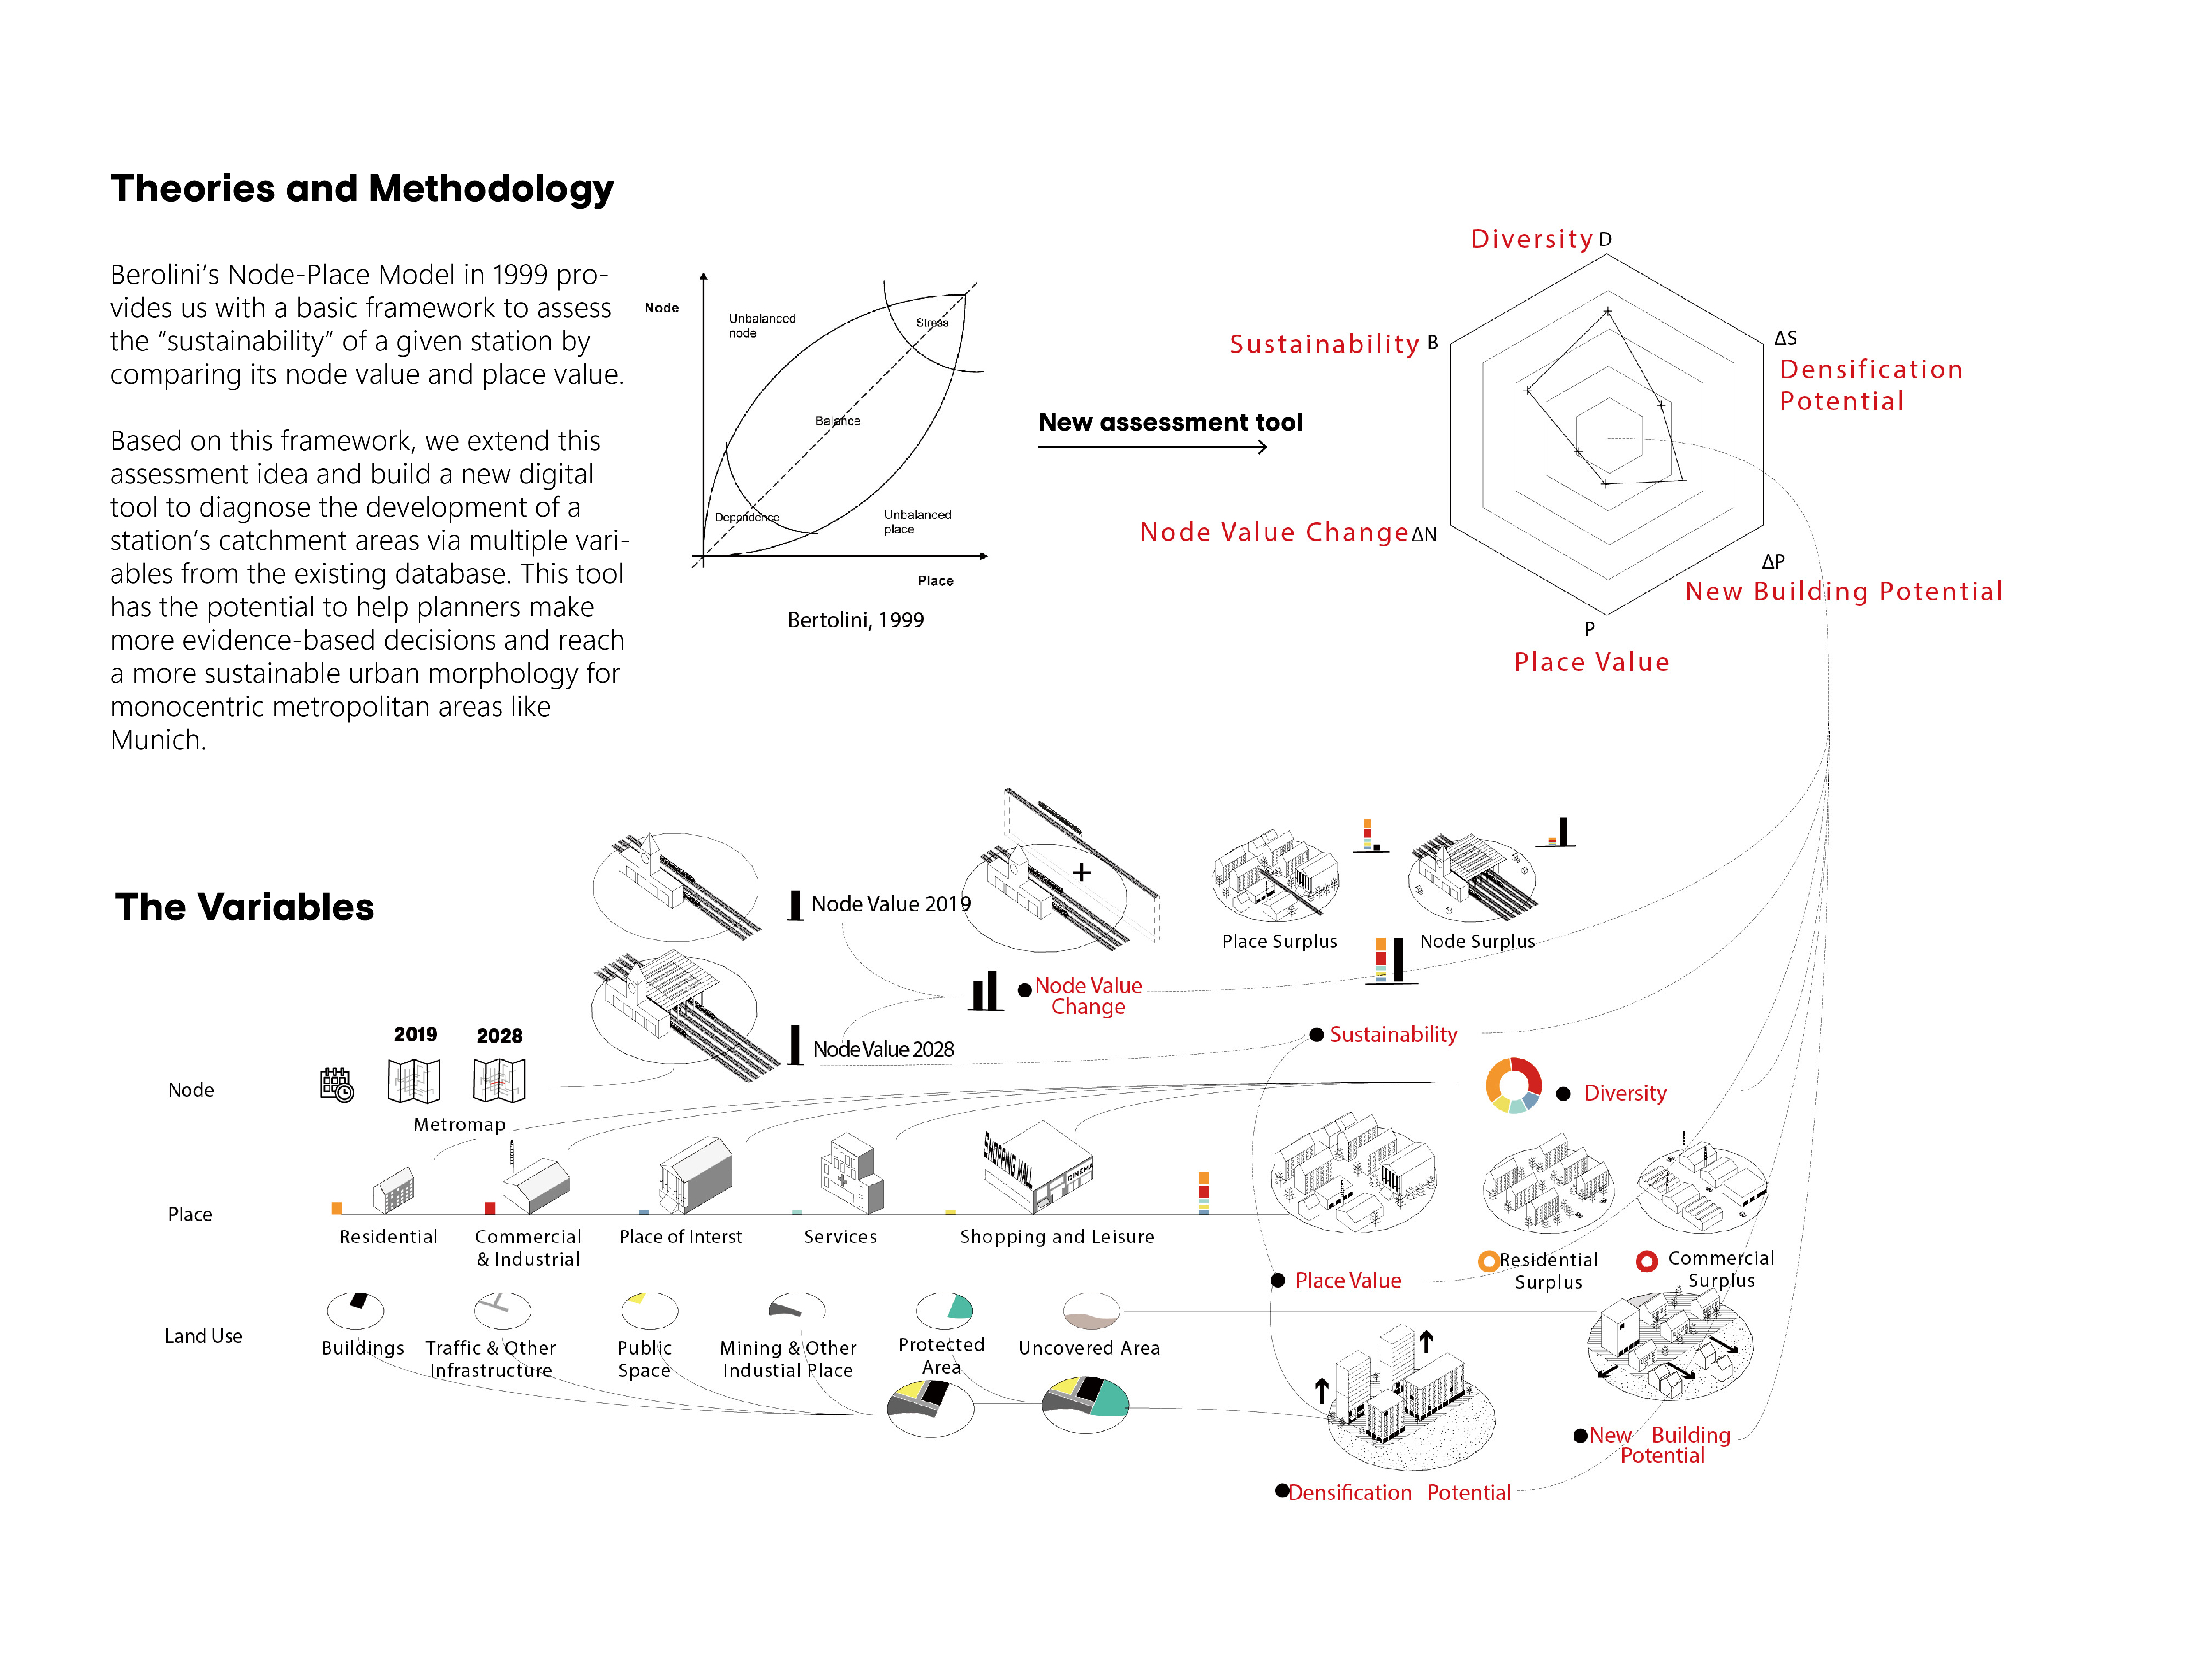 Theories and Methodology
Berolini's Node-Place Model in 1999 pro-
vides us with a basic framework to assess
the “sustainability” of a given station by
comparing its node value and place value.
Based on this framework, we extend this
assessment idea and build a new digital
tool to diagnose the development of a
station's catchment areas via multiple vari-
ables from the existing database. This tool
has the potential to help planners make
more evidence-based decisions and reach
a more sustainable urban morphology for
monocentric metropolitan areas like
Munich.
Node
Unbalanced
node
Stress
Balance
Dependence
Unbalanced
place
Place
Bertolini, 1999
New assessment tool
Diversity D
Sustainability B
ΔS
Densification
Potential
Node Value Change ΔN
ΔP
New Building Potential
P
Place Value
The Variables
Node Value 2019
+
Place Surplus
Node Surplus
Node Value
Change
Node Value 2028
Sustainability
2019
2028
Node
Metromap
Diversity
SHOPPING MALL
CINEMA
Place
Residential
Commercial
& Industrial
Place of Interst
Services
Shopping and Leisure
Place Value
Residential
Surplus
Commercial
Surplus
Land Use
Buildings
Traffic & Other
Infrastructure
Public
Space
Mining & Other
Industial Place
Protected
Area
Uncovered Area
New Building
Potential
Densification Potential